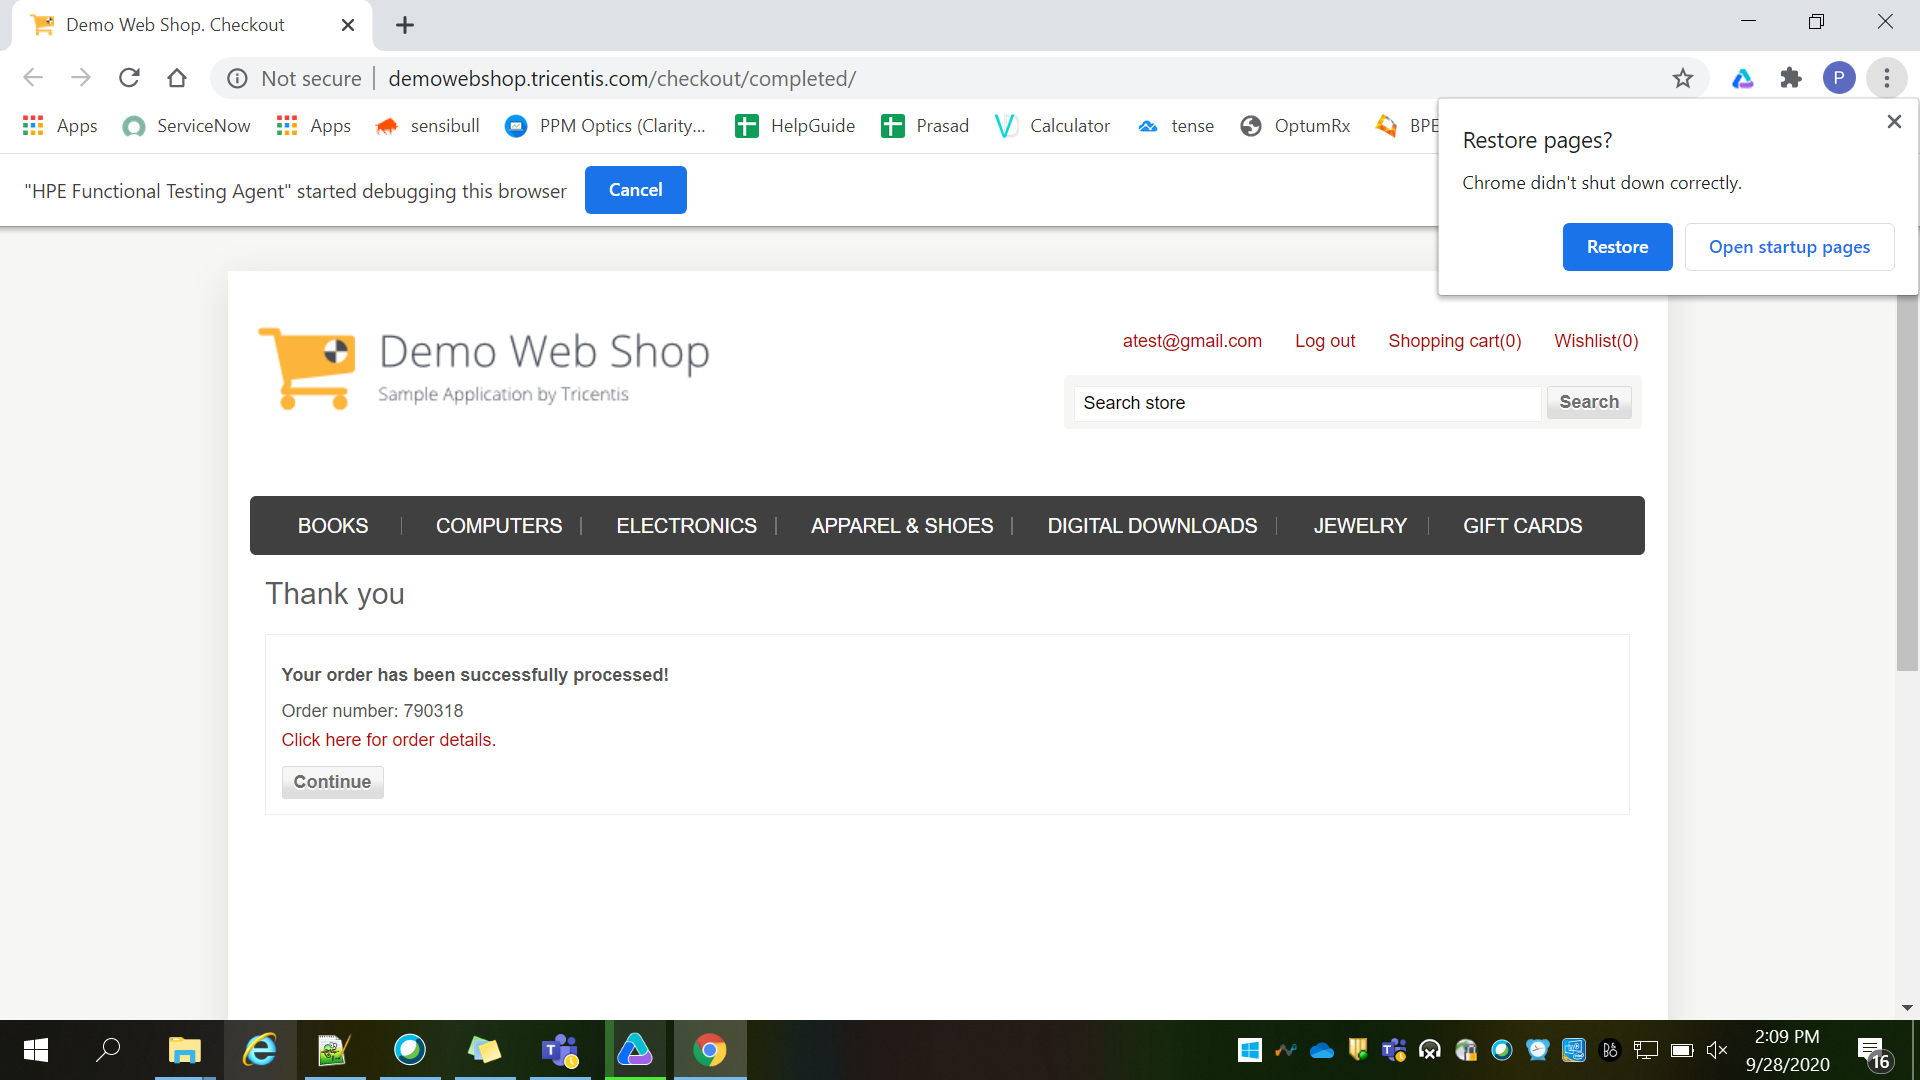 Demo Web Shop. Checkout
Not secure demowebshop.tricentis.com/checkout/completed/
P
Apps ServiceNow Apps sensibull PPM Optics (Clarity... HelpGuide Prasad Calculator tense OptumRx BPE
Restore pages?
Chrome didn't shut down correctly.
Restore Open startup pages
"HPE Functional Testing Agent" started debugging this browser Cancel
Demo Web Shop
Sample Application by Tricentis
atest@gmail.com Log out Shopping cart(0) Wishlist(0)
Search store Search
BOOKS COMPUTERS ELECTRONICS APPAREL & SHOES DIGITAL DOWNLOADS JEWELRY GIFT CARDS
Thank you
Your order has been successfully processed!
Order number: 790318
Click here for order details.
Continue
2:09 PM
9/28/2020
16